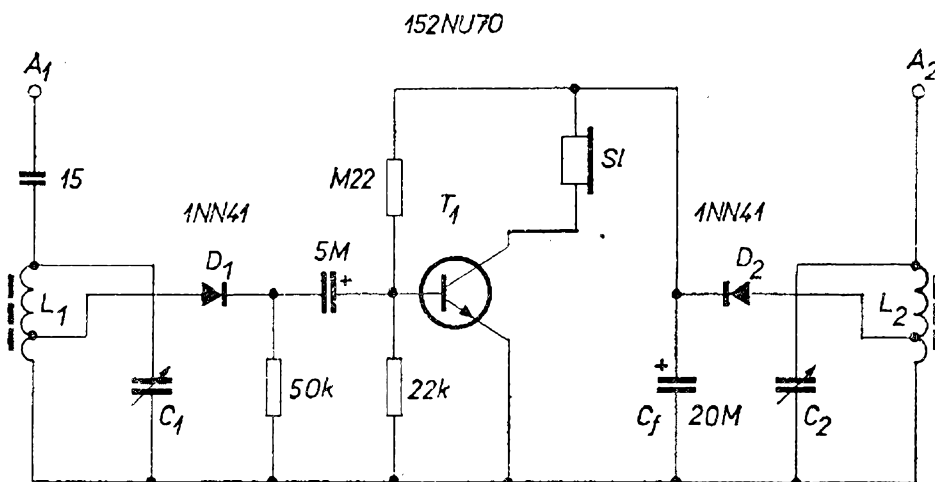 152NU70
A1
A2
15
M22
Sl
1NN41
T1
1NN41
D1
5M
+
D2
L1
L2
C1
50k
22k
+
Cf
20M
C2